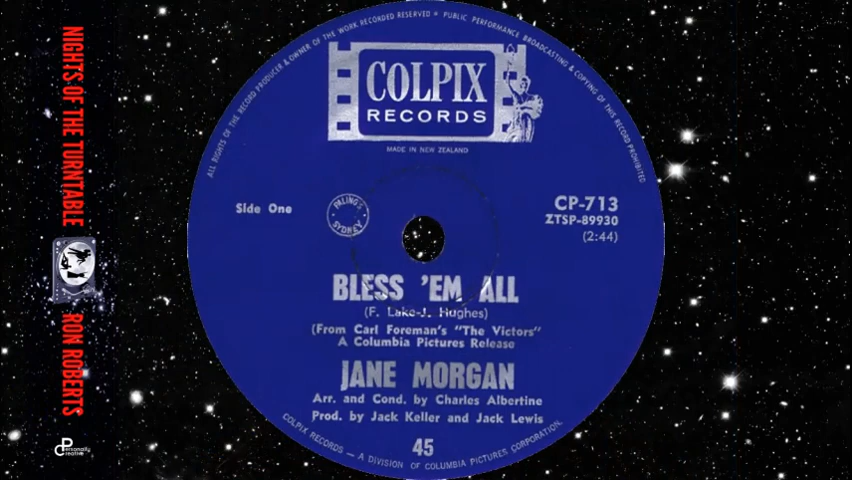 NIGHTS OF THE TURNTABLE
RON ROBERTS
Personally
Creative
ALL RIGHTS OF THE RECORD PRODUCER & OWNER OF THE WORK RECORDED RESERVED * PUBLIC PERFORMANCE BROADCASTING & COPYING OF THIS RECORD PROHIBITED
COLPIX
RECORDS
MADE IN NEW ZEALAND
Side One
PALING'S
SYDNEY
CP-713
ZTSP-89930
(2:44)
BLESS 'EM ALL
(F. Lake-J. Hughes)
(From Carl Foreman's "The Victors"
A Columbia Pictures Release
JANE MORGAN
Arr. and Cond. by Charles Albertine
Prod. by Jack Keller and Jack Lewis
45
COLPIX RECORDS — A DIVISION OF COLUMBIA PICTURES CORPORATION.